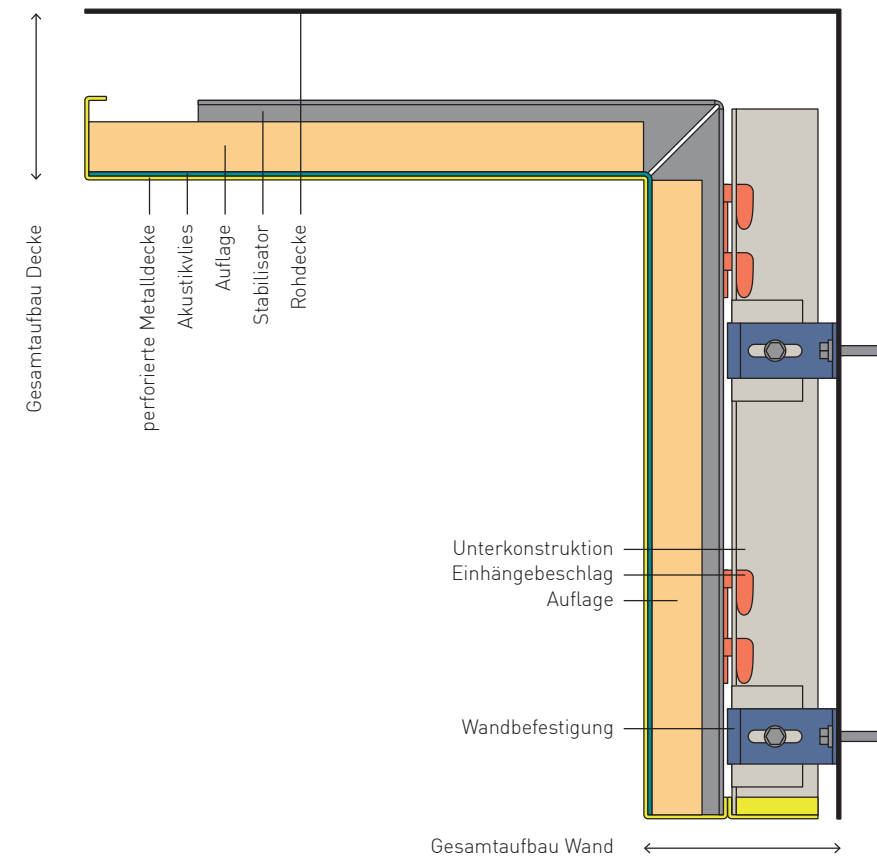 Gesamtaufbau Decke
perforierte Metalldecke
Akustikvlies
Auflage
Stabilisator
Rohdecke
Unterkonstruktion
Einhängebeschlag
Auflage
Wandbefestigung
Gesamtaufbau Wand